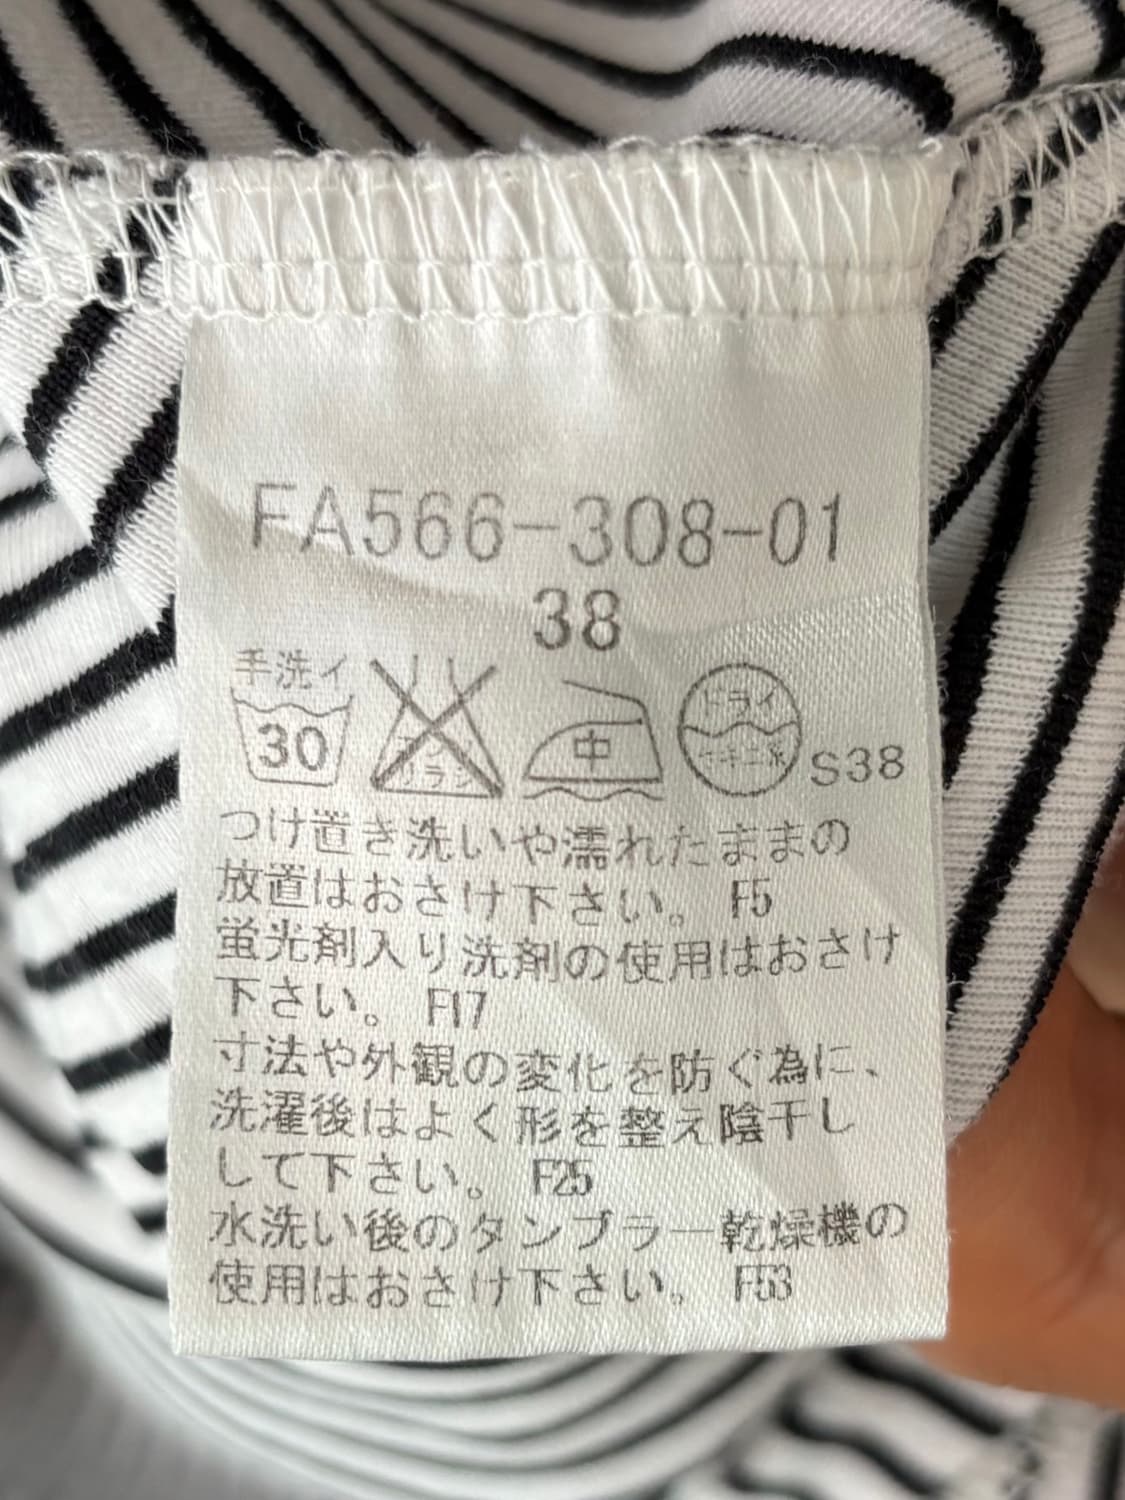 FA566-308-01
38
手洗イ
30
中
ドライ
セキユ系
S38
つけ置き洗いや濡れたままの
放置はおさけ下さい。 F5
蛍光剤入り洗剤の使用はおさけ
下さい。 F17
寸法や外観の変化を防ぐ為に、
洗濯後はよく形を整え陰干し
して下さい。 F25
水洗い後のタンブラー乾燥機の
使用はおさけ下さい。 F53